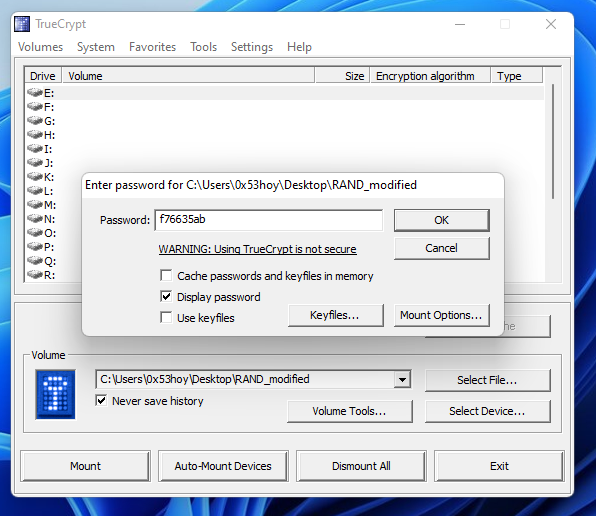 TrueCrypt
Volumes System Favorites Tools Settings Help
Drive Volume Size Encryption algorithm Type
E:
F:
G:
H:
I:
J:
K:
L:
M:
N:
O:
P:
Q:
R:
Enter password for C:\Users\0x53hoy\Desktop\RAND_modified
Password: f76635ab OK
WARNING: Using TrueCrypt is not secure Cancel
Cache passwords and keyfiles in memory
Display password
Use keyfiles Keyfiles... Mount Options...
Volume
C:\Users\0x53hoy\Desktop\RAND_modified Select File...
Never save history Volume Tools... Select Device...
Mount Auto-Mount Devices Dismount All Exit